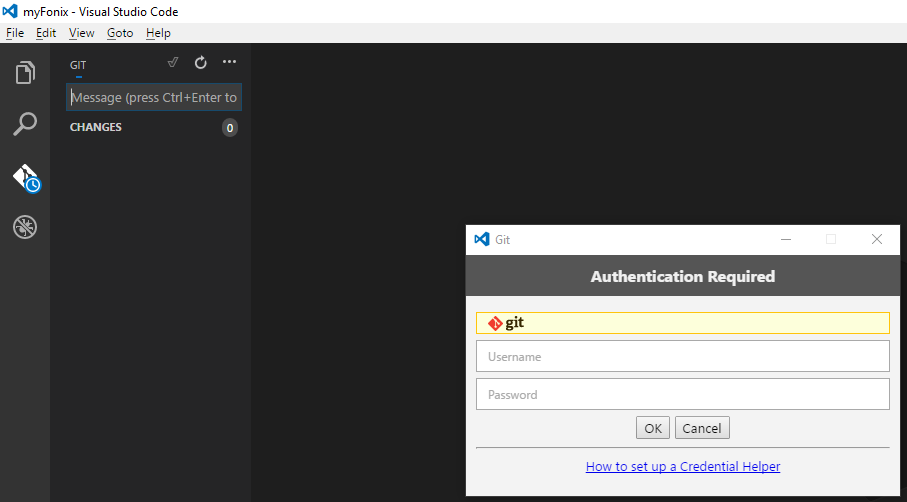 myFonix - Visual Studio Code
File Edit View Goto Help
GIT
Message (press Ctrl+Enter to
CHANGES 0
Git
Authentication Required
git
Username
Password
OK Cancel
How to set up a Credential Helper